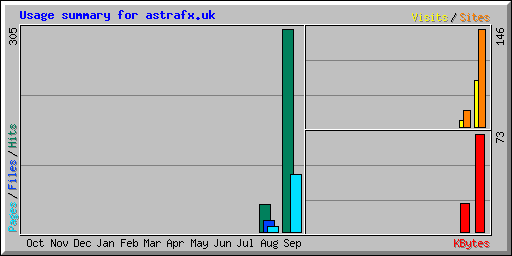 Usage summary for astrafx.uk
Visits/Sites
305
146
Pages/Files/Hits
73
Oct Nov Dec Jan Feb Mar Apr May Jun Jul Aug Sep
KBytes